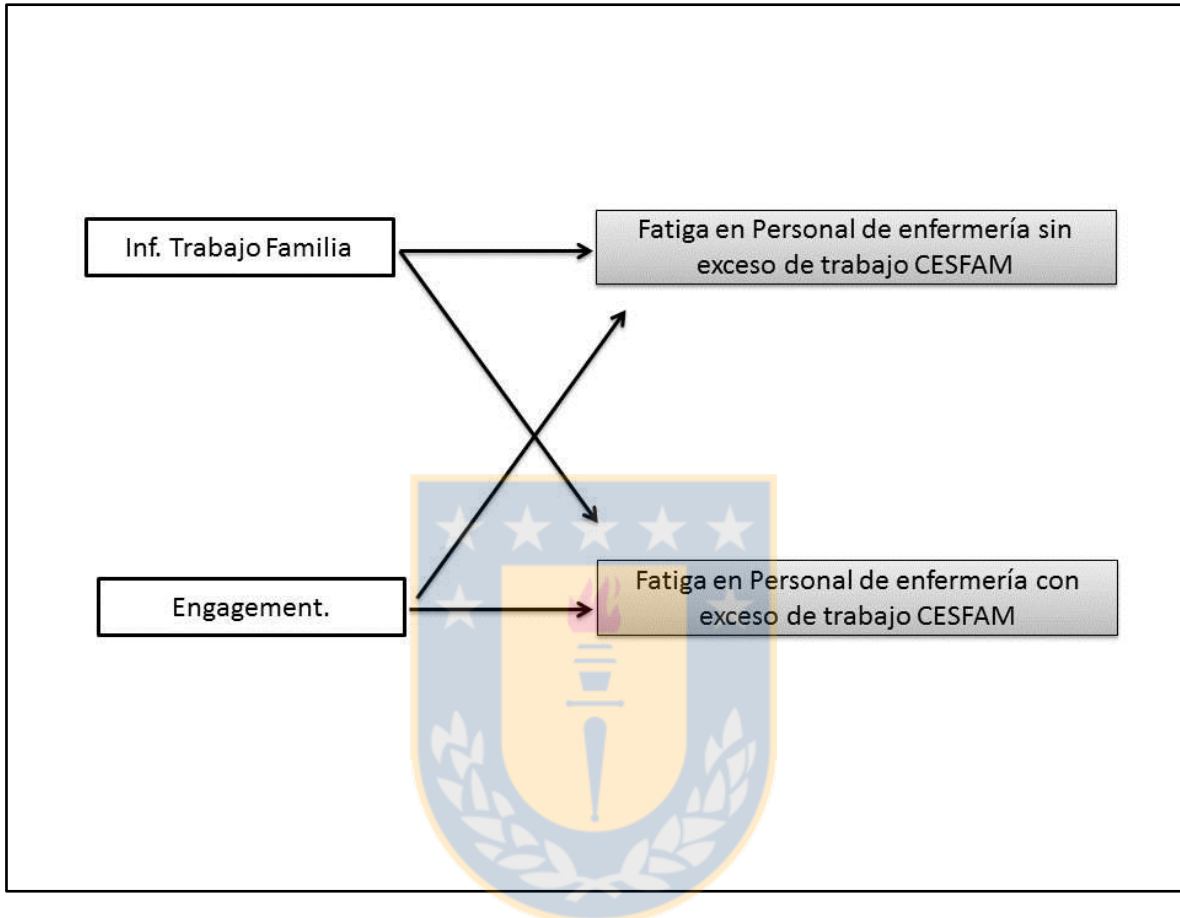 Inf. Trabajo Familia
Fatiga en Personal de enfermería sin
exceso de trabajo CESFAM
Engagement.
Fatiga en Personal de enfermería con
exceso de trabajo CESFAM